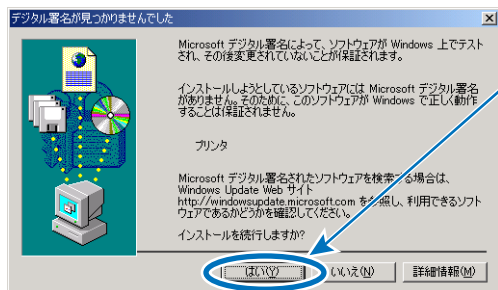 デジタル署名が見つかりませんでした
Microsoft デジタル署名によって、ソフトウェアが Windows 上でテスト
され、その後変更されていないことが保証されます。
インストールしようとしているソフトウェアには Microsoft デジタル署名
がありません。そのために、このソフトウェアが Windows で正しく動作
することは保証されません。
プリンタ
Microsoft デジタル署名されたソフトウェアを検索する場合は、
Windows Update Web サイト
http://windowsupdate.microsoft.com を参照し、利用できるソフト
ウェアであるかどうかを確認してください。
インストールを続行しますか?
はい(Y) いいえ(N) 詳細情報(M)